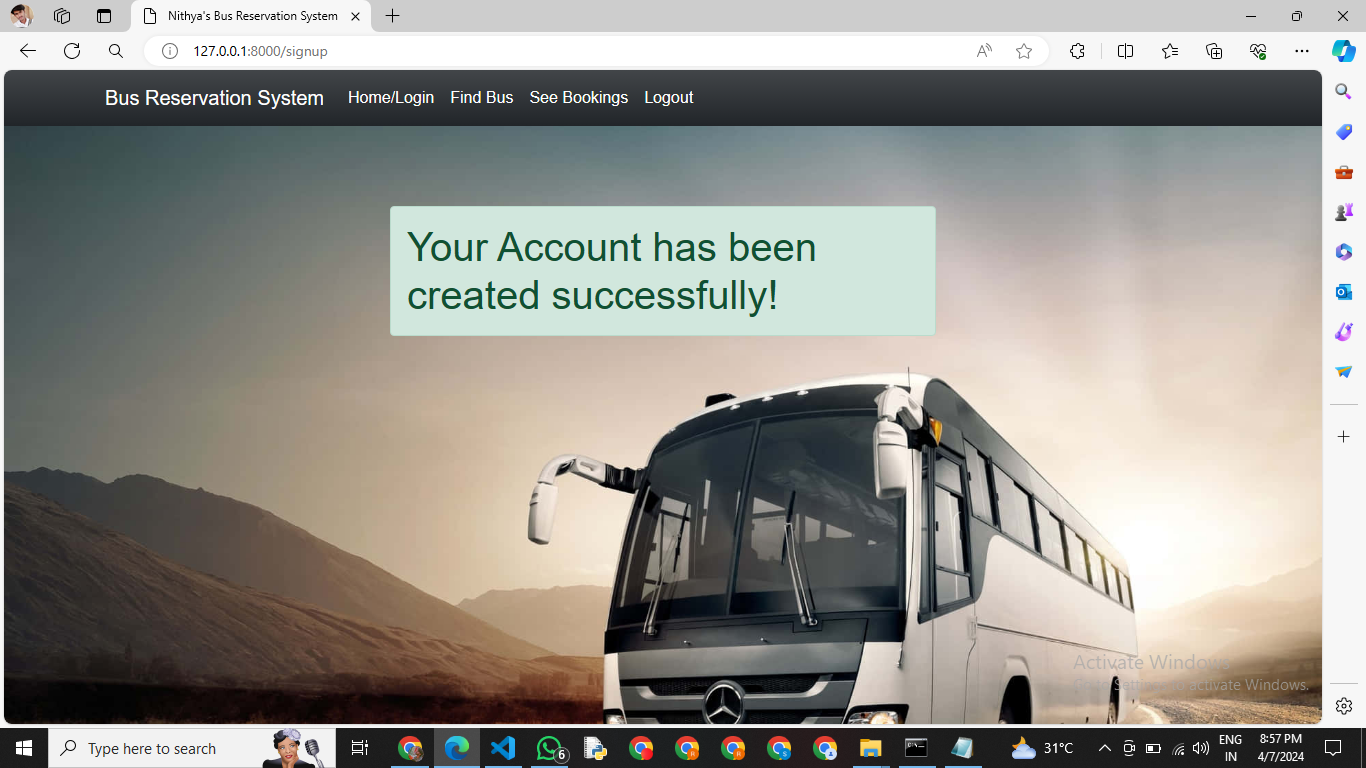 Nithya's Bus Reservation System
127.0.0.1:8000/signup
Bus Reservation System Home/Login Find Bus See Bookings Logout
Your Account has been
created successfully!
Activate Windows
Go to Settings to activate Windows.
Type here to search
6
31°C
ENG
IN
8:57 PM
4/7/2024